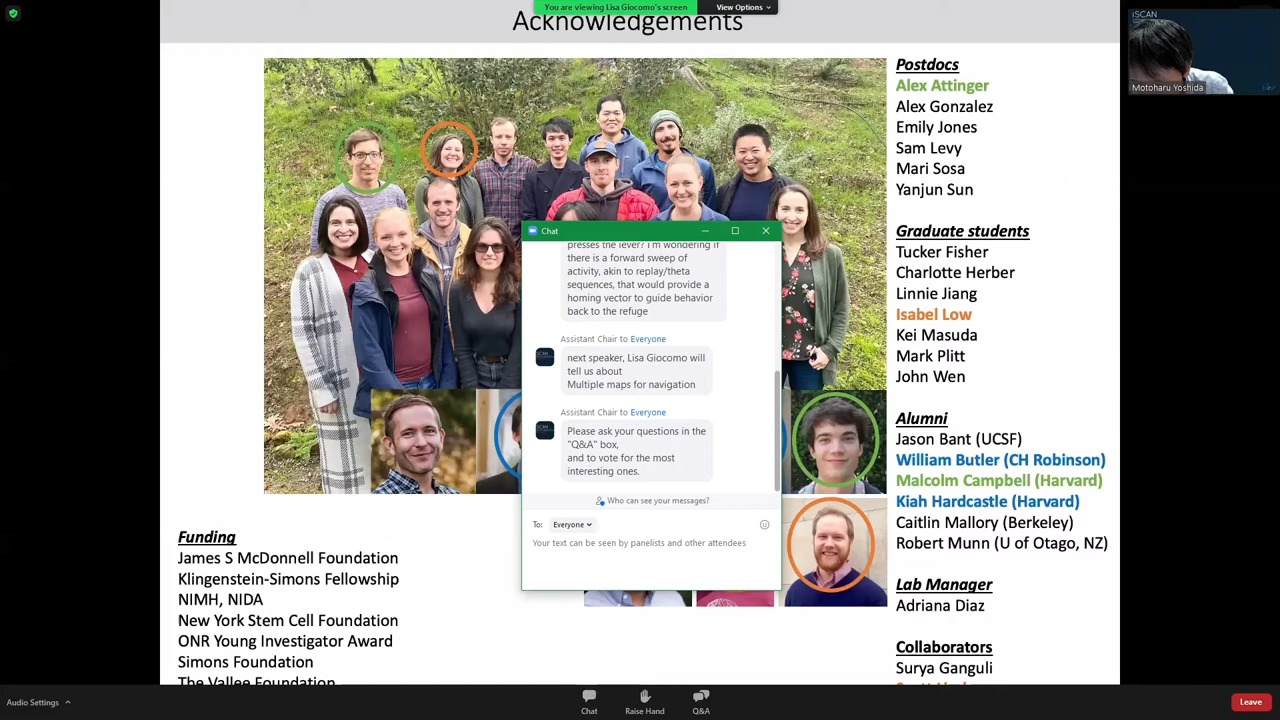 You are viewing Lisa Giocomo's screen
View Options
Acknowledgements
iSCAN
Motoharu Yoshida
Postdocs
Alex Attinger
Alex Gonzalez
Emily Jones
Sam Levy
Mari Sosa
Yanjun Sun
Graduate students
Tucker Fisher
Charlotte Herber
Linnie Jiang
Isabel Low
Kei Masuda
Mark Plitt
John Wen
Alumni
Jason Bant (UCSF)
William Butler (CH Robinson)
Malcolm Campbell (Harvard)
Kiah Hardcastle (Harvard)
Caitlin Mallory (Berkeley)
Robert Munn (U of Otago, NZ)
Lab Manager
Adriana Diaz
Collaborators
Surya Ganguli
Chat
presses the lever? I'm wondering if
there is a forward sweep of
activity, akin to replay/theta
sequences, that would provide a
homing vector to guide behavior
back to the refuge
Assistant Chair to Everyone
next speaker, Lisa Giocomo will
tell us about
Multiple maps for navigation
Assistant Chair to Everyone
Please ask your questions in the
"Q&A" box,
and to vote for the most
interesting ones.
Who can see your messages?
To: Everyone
Your text can be seen by panelists and other attendees
Funding
James S McDonnell Foundation
Klingenstein-Simons Fellowship
NIMH, NIDA
New York Stem Cell Foundation
ONR Young Investigator Award
Simons Foundation
The Vallee Foundation
Audio Settings
Chat
Raise Hand
Q&A
Leave